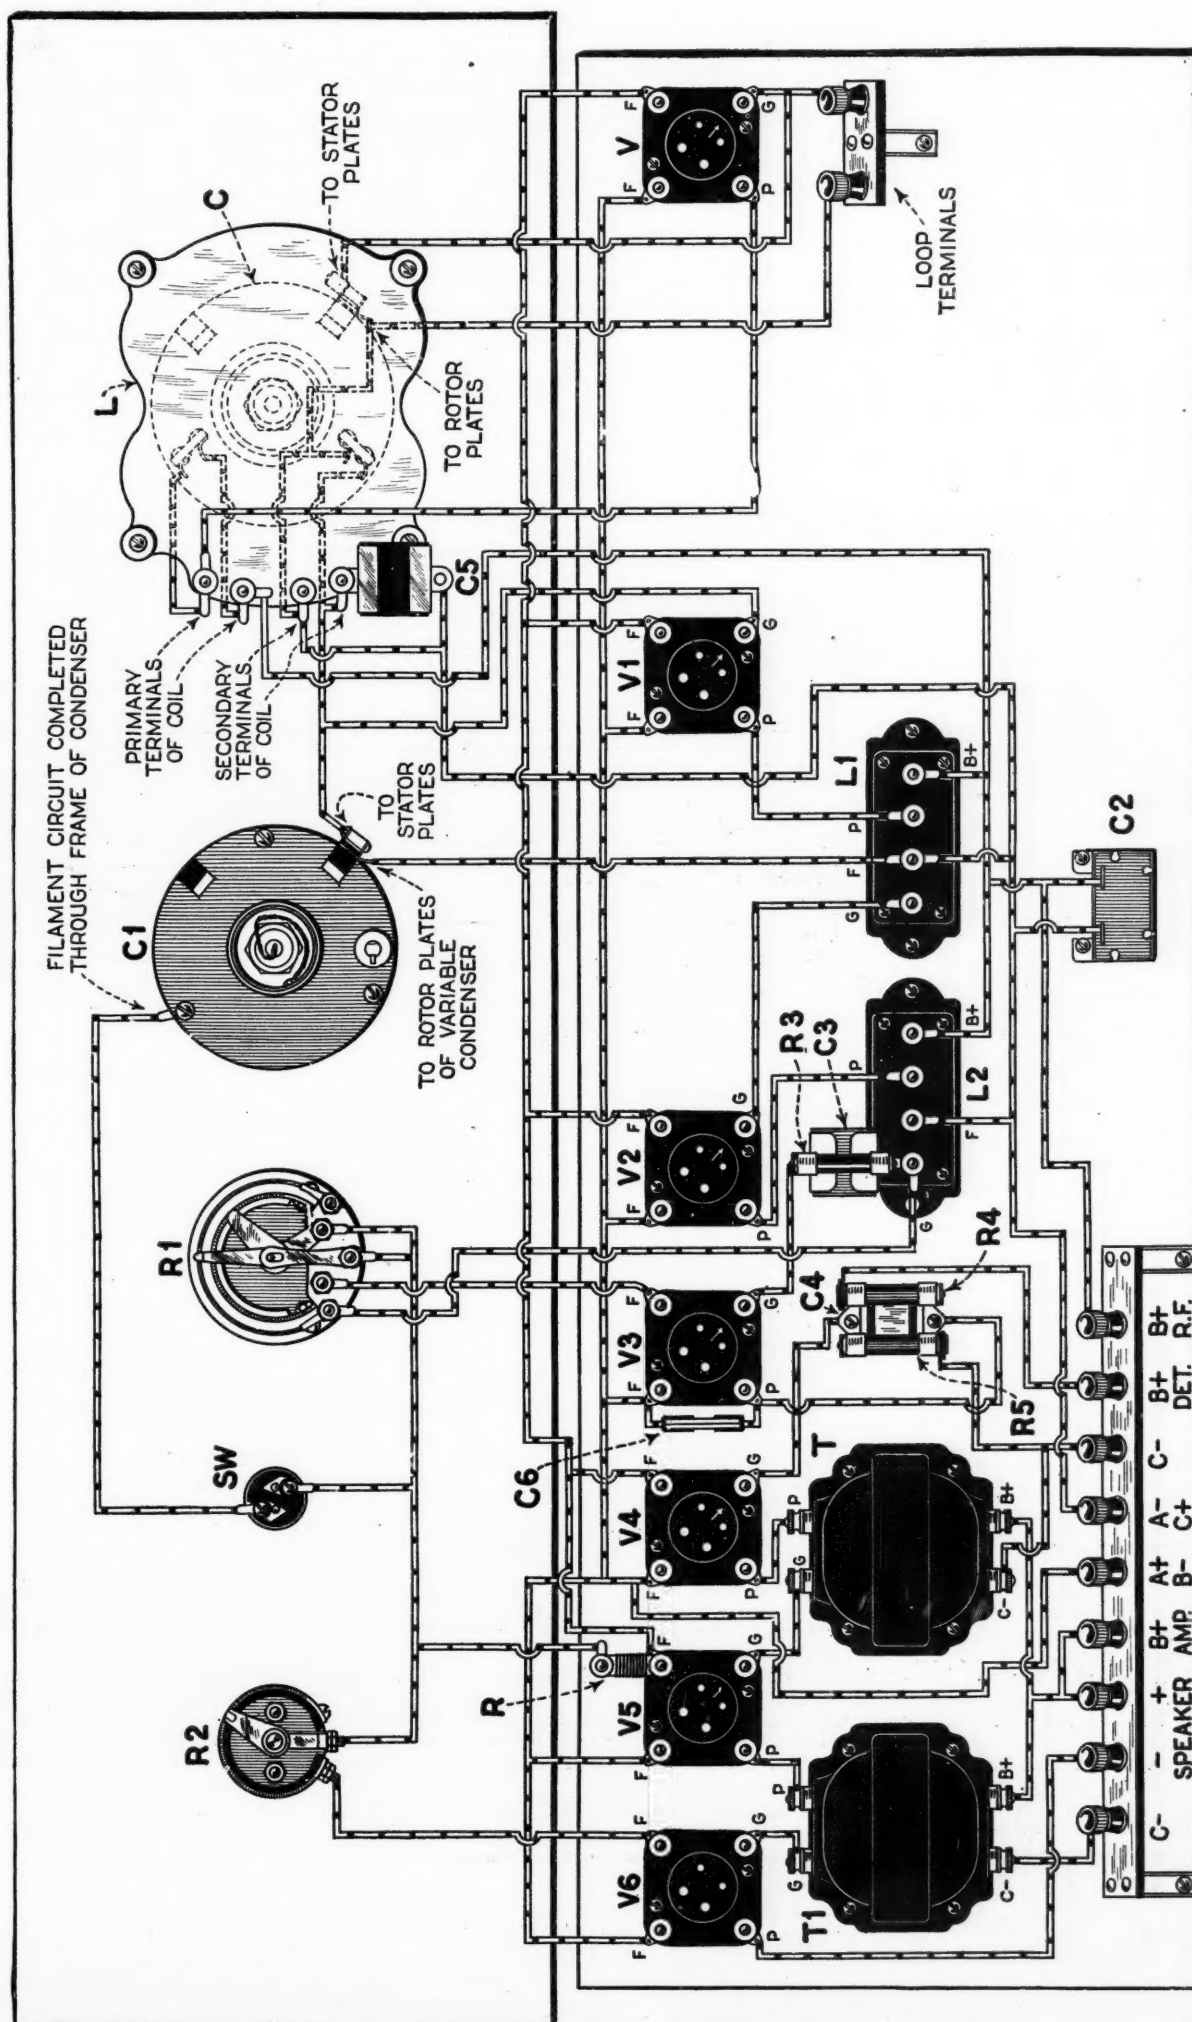 R2
SW
R1
C1
FILAMENT CIRCUIT COMPLETED
THROUGH FRAME OF CONDENSER
PRIMARY
TERMINALS
OF COIL
SECONDARY
TERMINALS
OF COIL
L
C
TO STATOR
PLATES
TO ROTOR
PLATES
TO
STATOR
PLATES
TO ROTOR PLATES
OF VARIABLE
CONDENSER
C5
R
C6
V6
F
F
G
P
V5
F
F
G
P
V4
F
F
G
P
V3
F
F
G
P
V2
F
F
G
P
V1
F
F
G
P
V
F
F
G
P
T1
G
P
C-
B+
T
G
P
C-
B+
C4
R4
R5
R3
C3
L2
G
F
P
B+
L1
G
F
P
B+
C2
LOOP
TERMINALS
C- - + B+ A+ A- C- B+ B+
SPEAKER AMP. B- C+ DET. R.F.